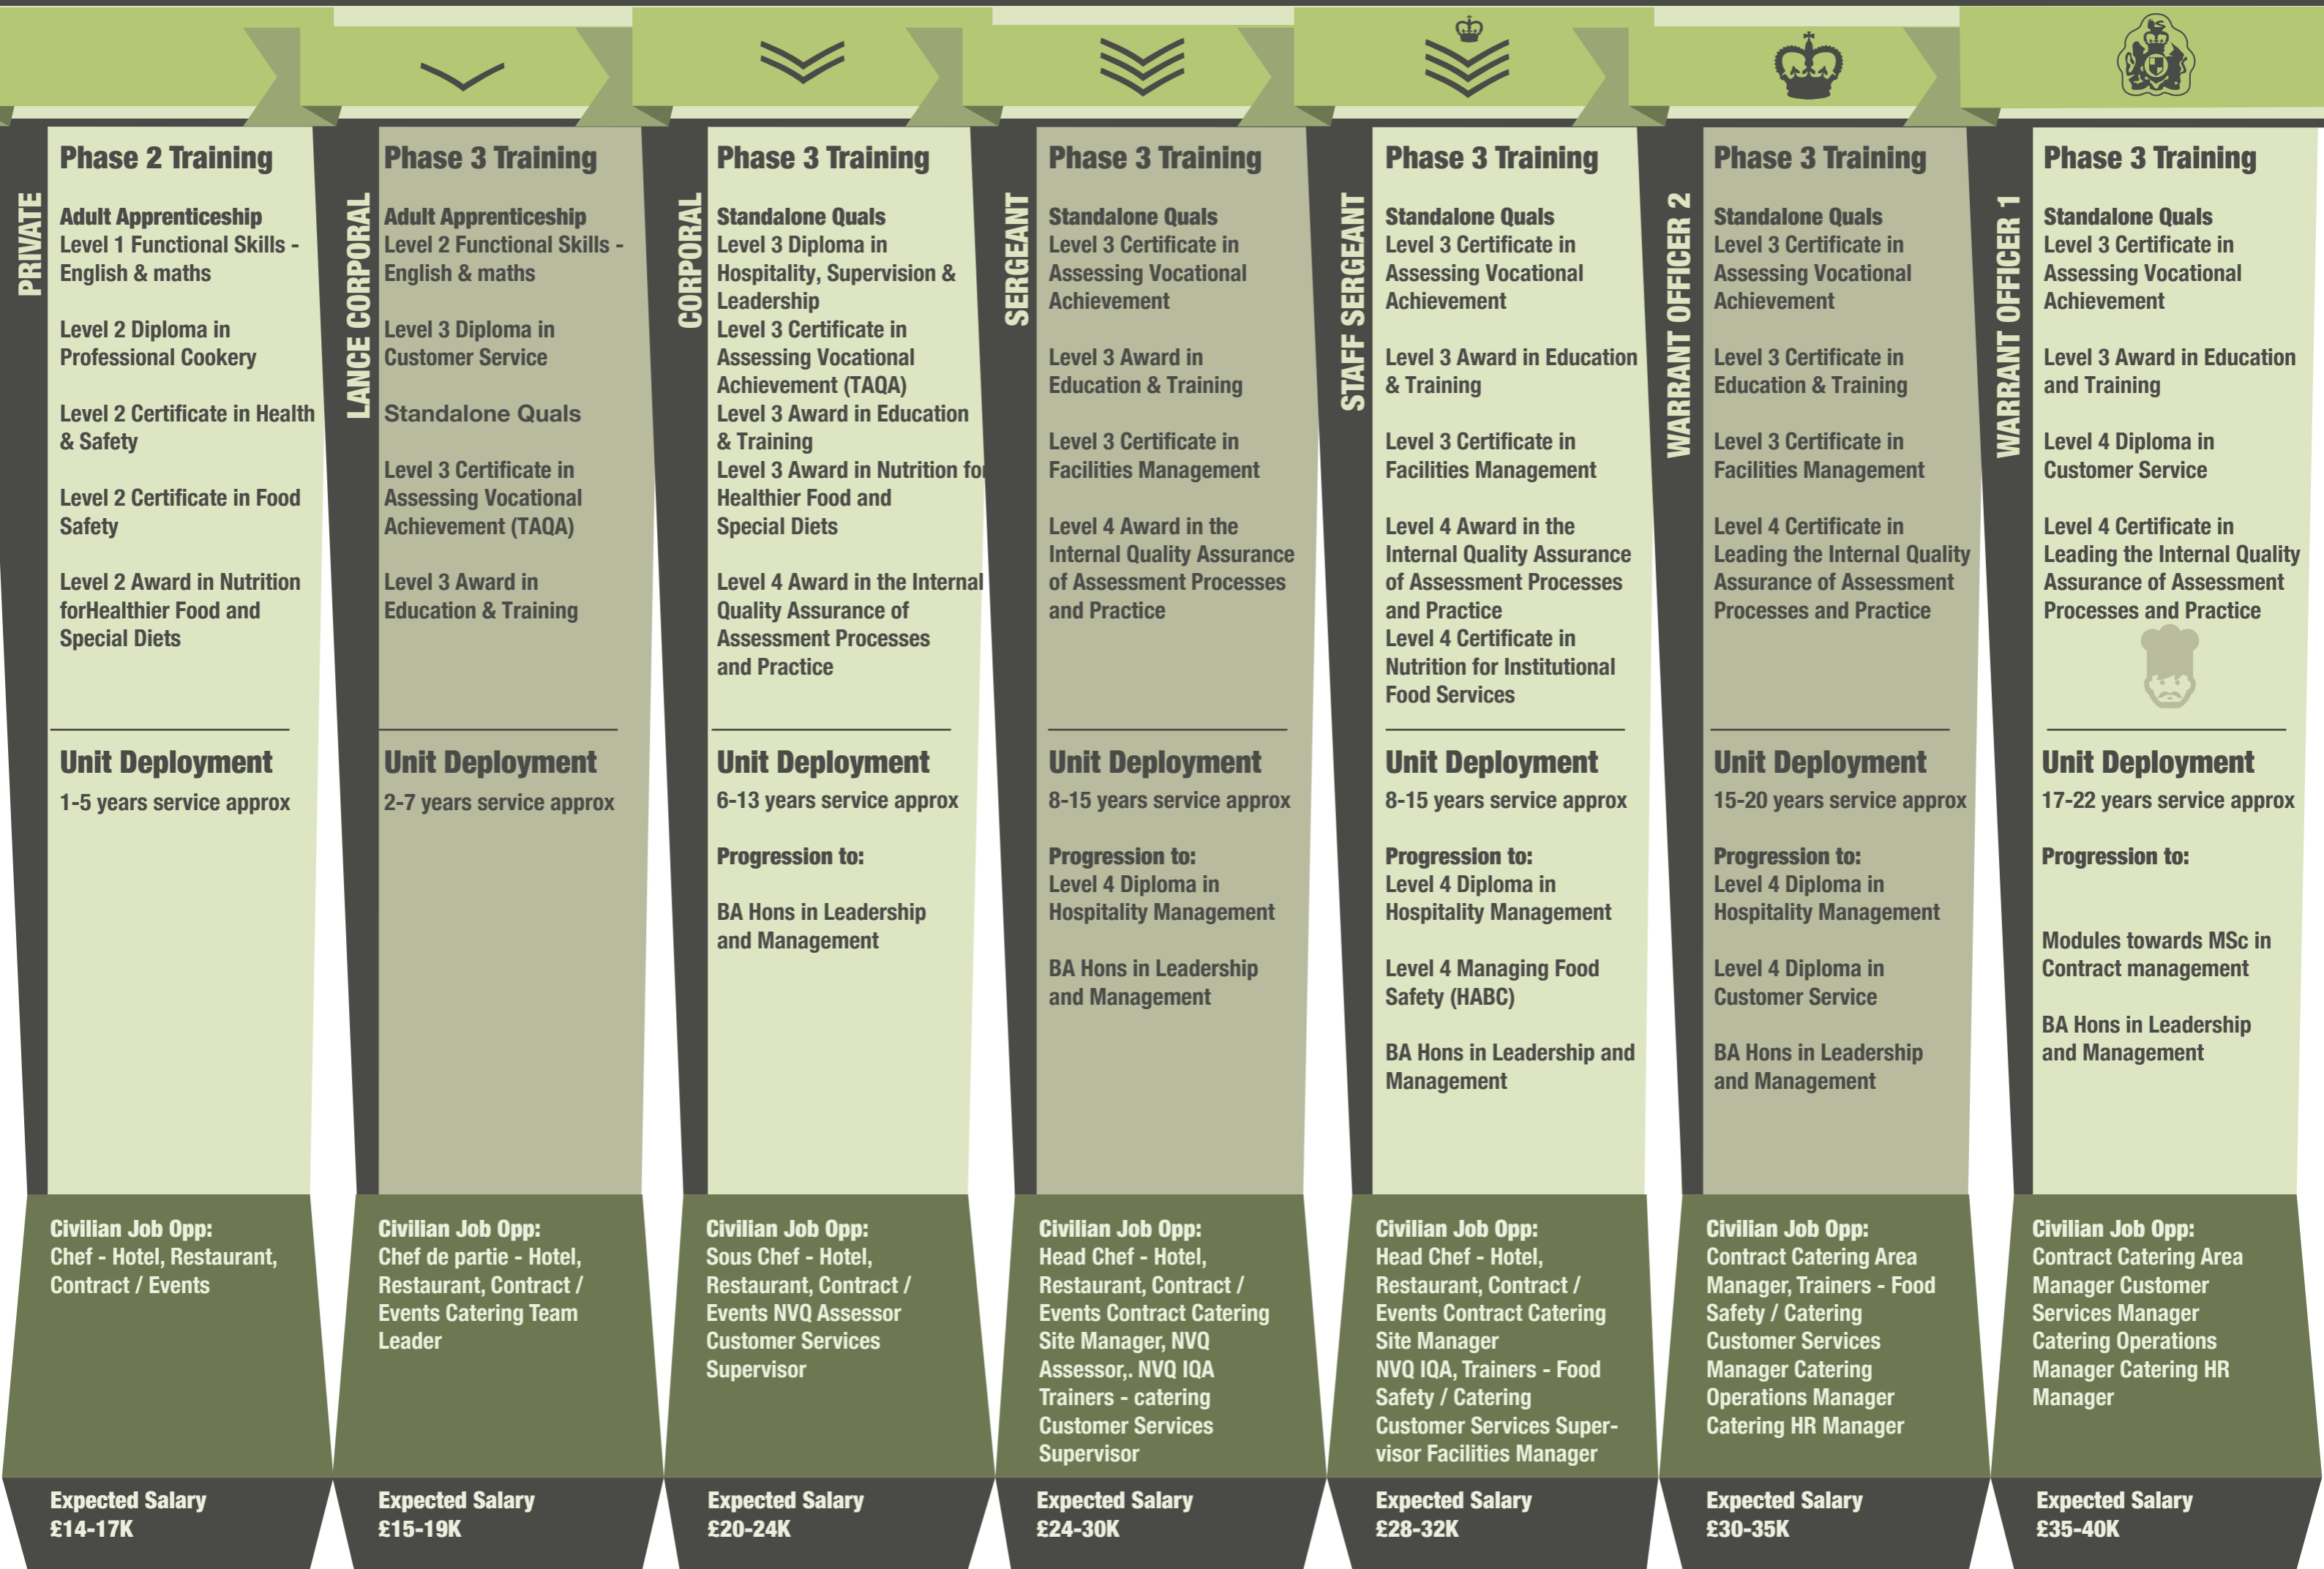 PRIVATE
Phase 2 Training
Adult Apprenticeship
Level 1 Functional Skills -
English & maths
Level 2 Diploma in
Professional Cookery
Level 2 Certificate in Health
& Safety
Level 2 Certificate in Food
Safety
Level 2 Award in Nutrition
forHealthier Food and
Special Diets
Unit Deployment
1-5 years service approx
Civilian Job Opp:
Chef - Hotel, Restaurant,
Contract / Events
Expected Salary
£14-17K
LANCE CORPORAL
Phase 3 Training
Adult Apprenticeship
Level 2 Functional Skills -
English & maths
Level 3 Diploma in
Customer Service
Standalone Quals
Level 3 Certificate in
Assessing Vocational
Achievement (TAQA)
Level 3 Award in
Education & Training
Unit Deployment
2-7 years service approx
Civilian Job Opp:
Chef de partie - Hotel,
Restaurant, Contract /
Events Catering Team
Leader
Expected Salary
£15-19K
CORPORAL
Phase 3 Training
Standalone Quals
Level 3 Diploma in
Hospitality, Supervision &
Leadership
Level 3 Certificate in
Assessing Vocational
Achievement (TAQA)
Level 3 Award in Education
& Training
Level 3 Award in Nutrition for
Healthier Food and
Special Diets
Level 4 Award in the Internal
Quality Assurance of
Assessment Processes
and Practice
Unit Deployment
6-13 years service approx
Progression to:
BA Hons in Leadership
and Management
Civilian Job Opp:
Sous Chef - Hotel,
Restaurant, Contract /
Events NVQ Assessor
Customer Services
Supervisor
Expected Salary
£20-24K
SERGEANT
Phase 3 Training
Standalone Quals
Level 3 Certificate in
Assessing Vocational
Achievement
Level 3 Award in
Education & Training
Level 3 Certificate in
Facilities Management
Level 4 Award in the
Internal Quality Assurance
of Assessment Processes
and Practice
Unit Deployment
8-15 years service approx
Progression to:
Level 4 Diploma in
Hospitality Management
BA Hons in Leadership
and Management
Civilian Job Opp:
Head Chef - Hotel,
Restaurant, Contract /
Events Contract Catering
Site Manager, NVQ
Assessor,. NVQ IQA
Trainers - catering
Customer Services
Supervisor
Expected Salary
£24-30K
STAFF SERGEANT
Phase 3 Training
Standalone Quals
Level 3 Certificate in
Assessing Vocational
Achievement
Level 3 Award in Education
& Training
Level 3 Certificate in
Facilities Management
Level 4 Award in the
Internal Quality Assurance
of Assessment Processes
and Practice
Level 4 Certificate in
Nutrition for Institutional
Food Services
Unit Deployment
8-15 years service approx
Progression to:
Level 4 Diploma in
Hospitality Management
Level 4 Managing Food
Safety (HABC)
BA Hons in Leadership and
Management
Civilian Job Opp:
Head Chef - Hotel,
Restaurant, Contract /
Events Contract Catering
Site Manager
NVQ IQA, Trainers - Food
Safety / Catering
Customer Services Super-
visor Facilities Manager
Expected Salary
£28-32K
WARRANT OFFICER 2
Phase 3 Training
Standalone Quals
Level 3 Certificate in
Assessing Vocational
Achievement
Level 3 Certificate in
Education & Training
Level 3 Certificate in
Facilities Management
Level 4 Certificate in
Leading the Internal Quality
Assurance of Assessment
Processes and Practice
Unit Deployment
15-20 years service approx
Progression to:
Level 4 Diploma in
Hospitality Management
Level 4 Diploma in
Customer Service
BA Hons in Leadership
and Management
Civilian Job Opp:
Contract Catering Area
Manager, Trainers - Food
Safety / Catering
Customer Services
Manager Catering
Operations Manager
Catering HR Manager
Expected Salary
£30-35K
WARRANT OFFICER 1
Phase 3 Training
Standalone Quals
Level 3 Certificate in
Assessing Vocational
Achievement
Level 3 Award in Education
and Training
Level 4 Diploma in
Customer Service
Level 4 Certificate in
Leading the Internal Quality
Assurance of Assessment
Processes and Practice
Unit Deployment
17-22 years service approx
Progression to:
Modules towards MSc in
Contract management
BA Hons in Leadership
and Management
Civilian Job Opp:
Contract Catering Area
Manager Customer
Services Manager
Catering Operations
Manager Catering HR
Manager
Expected Salary
£35-40K